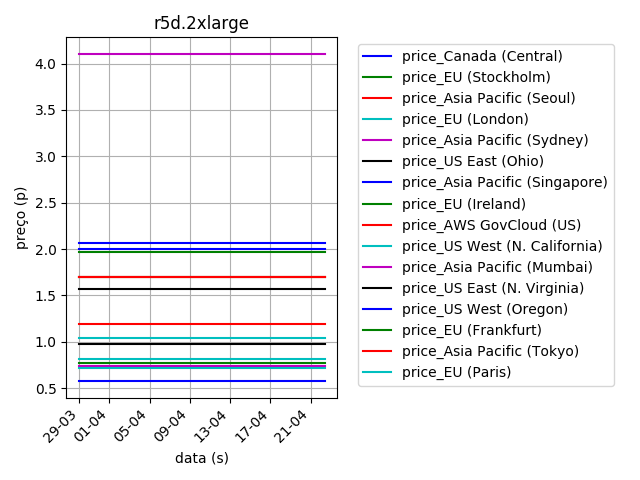 r5d.2xlarge
4.0
3.5
3.0
2.5
2.0
1.5
1.0
0.5
preço (p)
29-03
01-04
05-04
09-04
13-04
17-04
21-04
data (s)
price_Canada (Central)
price_EU (Stockholm)
price_Asia Pacific (Seoul)
price_EU (London)
price_Asia Pacific (Sydney)
price_US East (Ohio)
price_Asia Pacific (Singapore)
price_EU (Ireland)
price_AWS GovCloud (US)
price_US West (N. California)
price_Asia Pacific (Mumbai)
price_US East (N. Virginia)
price_US West (Oregon)
price_EU (Frankfurt)
price_Asia Pacific (Tokyo)
price_EU (Paris)